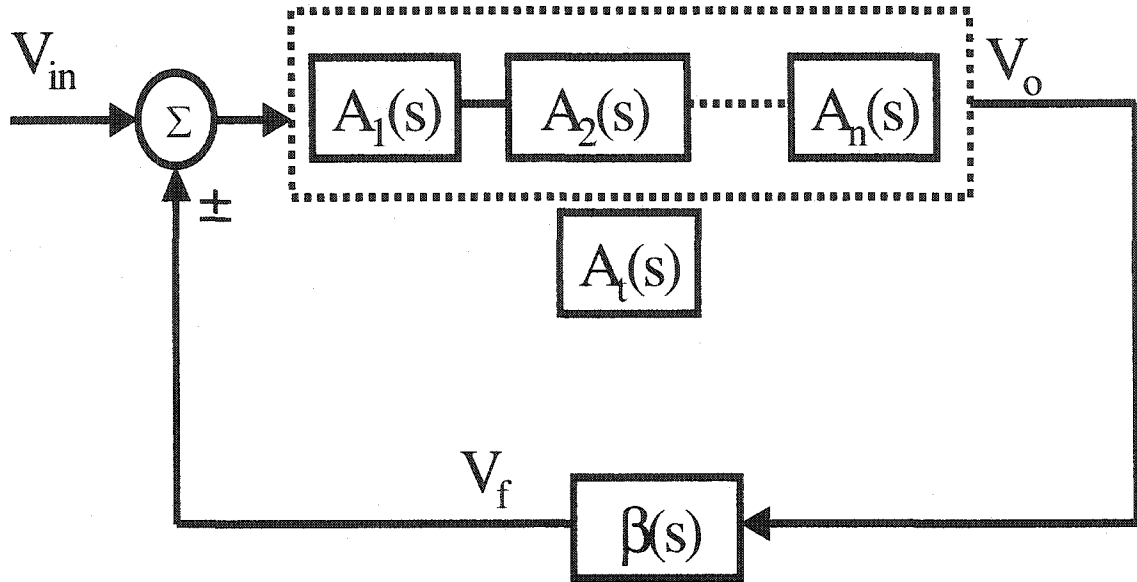 V_in
Σ
±
A_1(s)
A_2(s)
A_n(s)
V_o
A_t(s)
V_f
β(s)